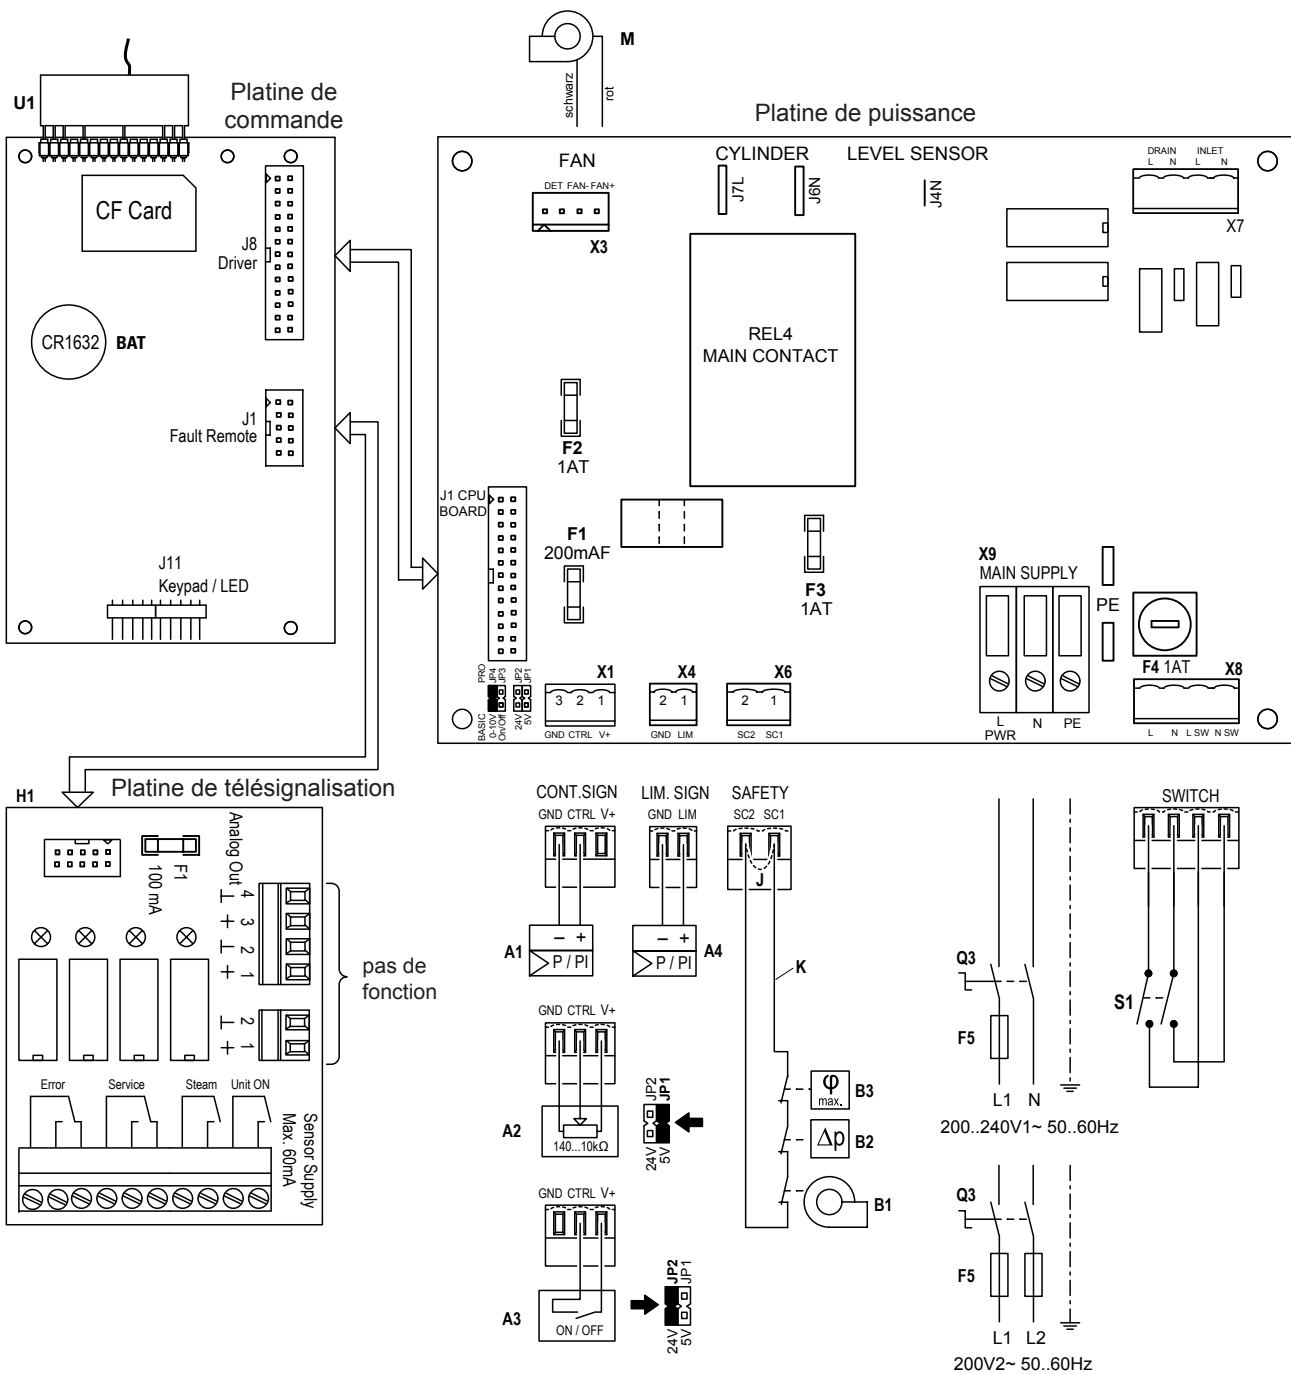 M
schwarz
rot
U1
Platine de
commande
Platine de puissance
CF Card
J8
Driver
CR1632
BAT
J1
Fault Remote
J11
Keypad / LED
FAN
DET FAN- FAN+
X3
CYLINDER
J7L
J6N
LEVEL SENSOR
J4N
DRAIN INLET
L N L N
X7
REL4
MAIN CONTACT
F2
1AT
J1 CPU
BOARD
F1
200mAF
F3
1AT
X9
MAIN SUPPLY
PE
F4 1AT
X8
L
PWR
N
PE
L N L SW N SW
PRO
BASIC
JP4
JP3
0-10V
On/Off
JP2
JP1
24V
5V
X1
3 2 1
GND CTRL V+
X4
2 1
GND LIM
X6
2 1
SC2 SC1
H1
Platine de télésignalisation
F1
100 mA
Analog Out
4 ⊥
3 +
2 ⊥
1 +
2 ⊥
1 +
pas de
fonction
Error Service Steam Unit ON
Sensor Supply
Max. 60mA
CONT.SIGN
GND CTRL V+
A1
– +
P / PI
LIM. SIGN
GND LIM
– +
P / PI
A4
SAFETY
SC2 SC1
J
K
φ
max.
B3
Δp
B2
B1
GND CTRL V+
A2
140...10kΩ
JP2
JP1
24V
5V
GND CTRL V+
A3
ON / OFF
JP2
JP1
24V
5V
Q3
F5
L1 N
200..240V1~ 50..60Hz
Q3
F5
L1 L2
200V2~ 50..60Hz
SWITCH
S1